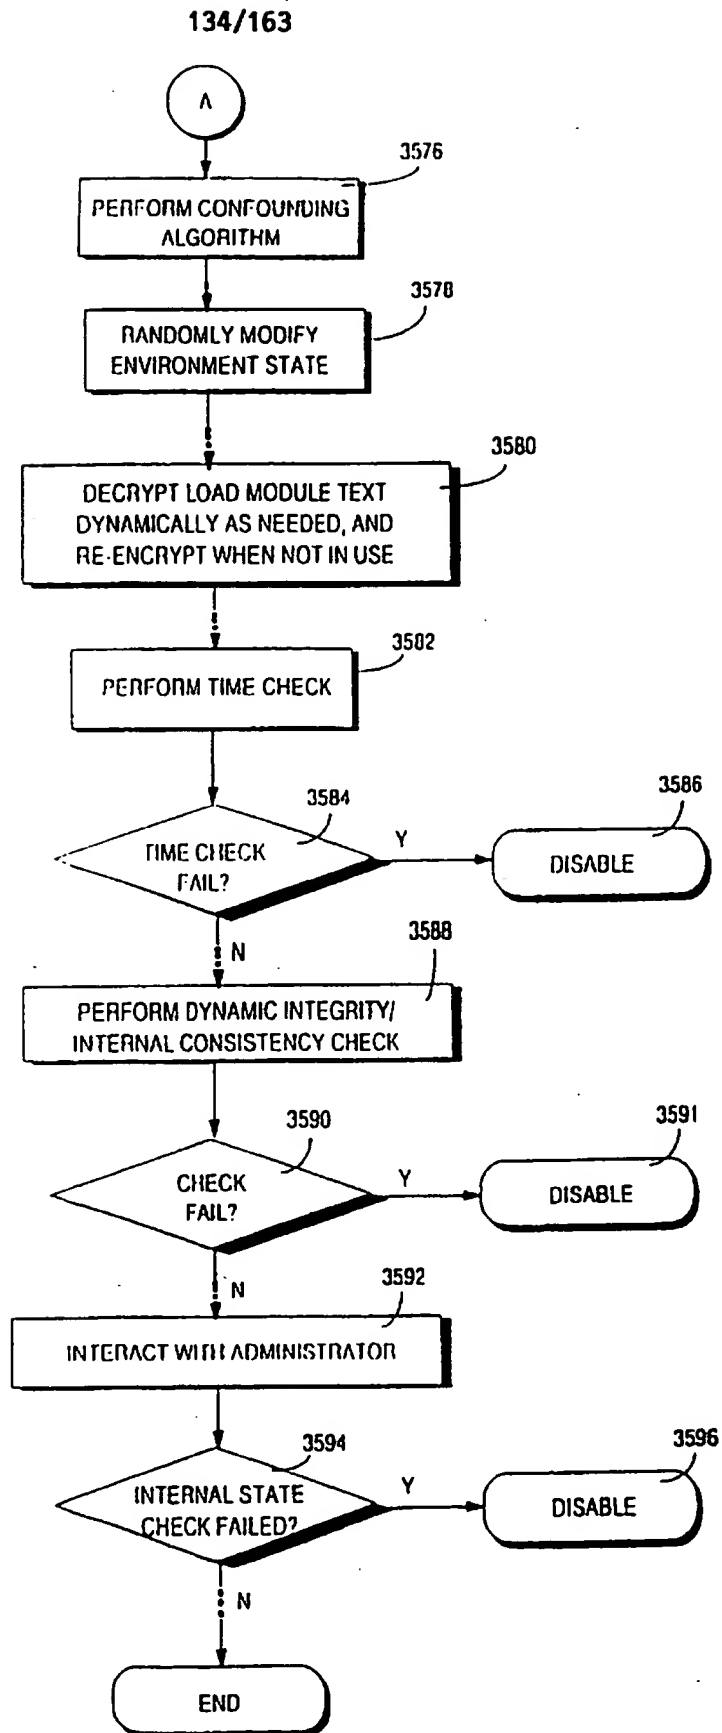 134/163
A
3576
PERFORM CONFOUNDING
ALGORITHM
3578
RANDOMLY MODIFY
ENVIRONMENT STATE
3580
DECRYPT LOAD MODULE TEXT
DYNAMICALLY AS NEEDED, AND
RE-ENCRYPT WHEN NOT IN USE
3582
PERFORM TIME CHECK
3584
TIME CHECK
FAIL?
Y
3586
DISABLE
N
3588
PERFORM DYNAMIC INTEGRITY/
INTERNAL CONSISTENCY CHECK
3590
CHECK
FAIL?
Y
3591
DISABLE
N
3592
INTERACT WITH ADMINISTRATOR
3594
INTERNAL STATE
CHECK FAILED?
Y
3596
DISABLE
N
END